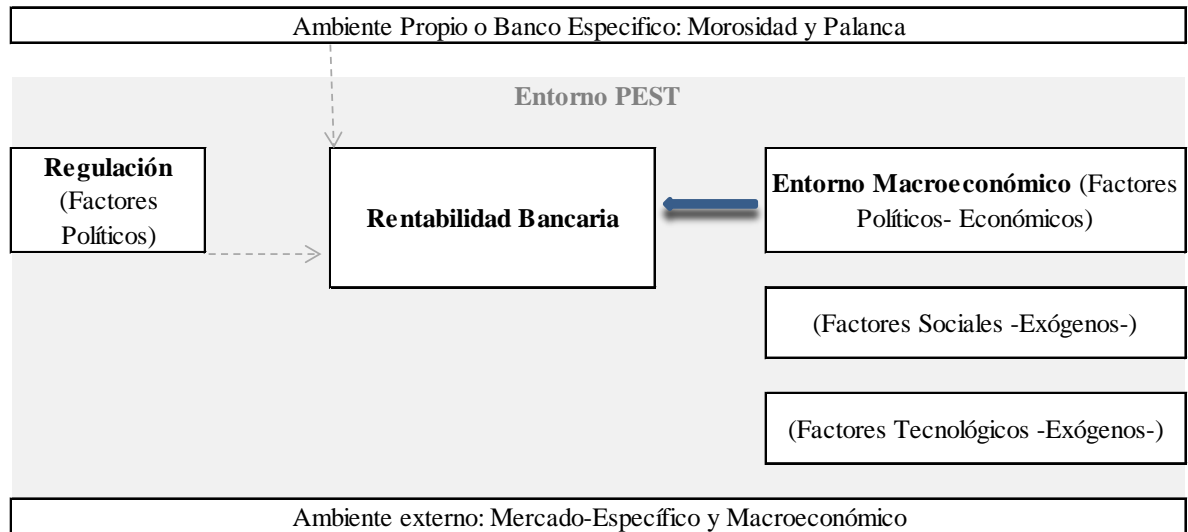 Ambiente Propio o Banco Especifico: Morosidad y Palanca
Entorno PEST
Regulación
(Factores
Políticos)
Rentabilidad Bancaria
Entorno Macroeconómico (Factores
Políticos- Económicos)
(Factores Sociales -Exógenos-)
(Factores Tecnológicos -Exógenos-)
Ambiente externo: Mercado-Específico y Macroeconómico